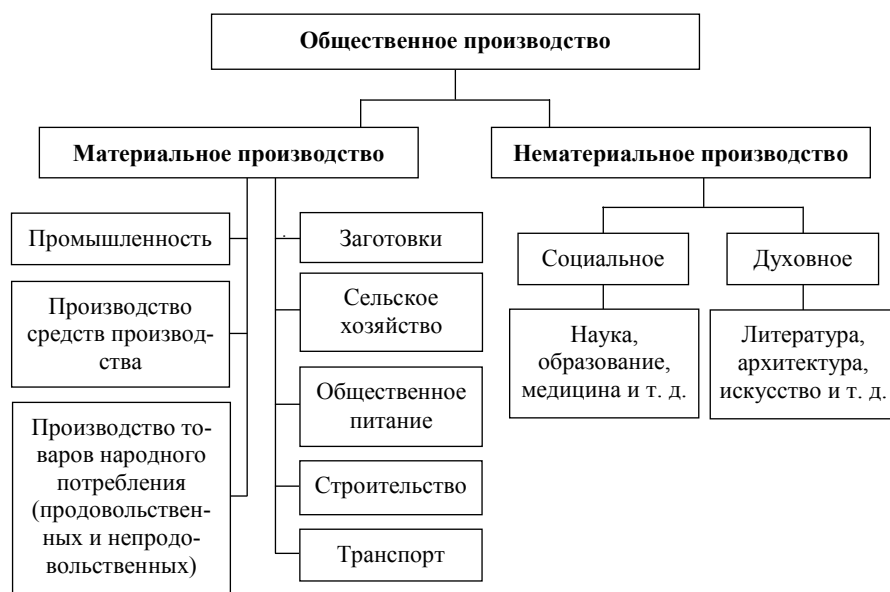 Общественное производство
Материальное производство
Нематериальное производство
Промышленность
Производство
средств производ-
ства
Производство то-
варов народного
потребления
(продовольствен-
ных и непродо-
вольственных)
Заготовки
Сельское
хозяйство
Общественное
питание
Строительство
Транспорт
Социальное
Духовное
Наука,
образование,
медицина и т. д.
Литература,
архитектура,
искусство и т. д.